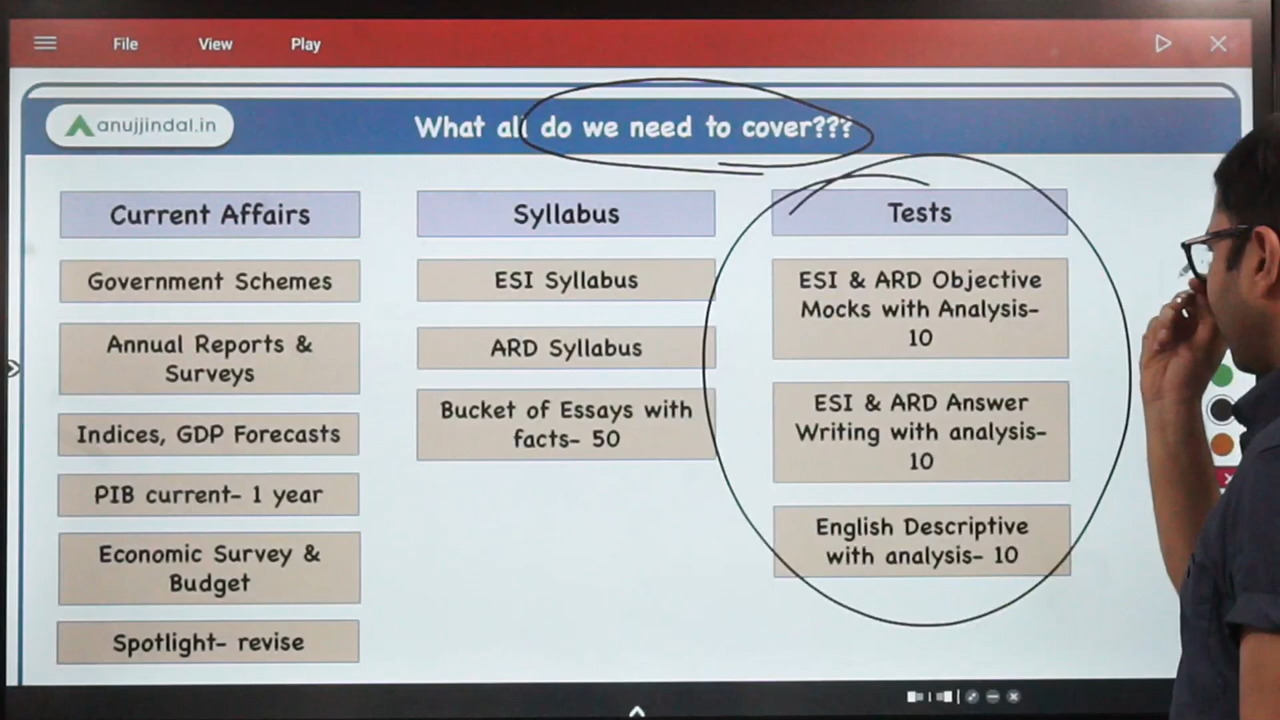 File View Play
anujjindal.in
What all do we need to cover???
Current Affairs
Government Schemes
Annual Reports &
Surveys
Indices, GDP Forecasts
PIB current- 1 year
Economic Survey &
Budget
Spotlight- revise
Syllabus
ESI Syllabus
ARD Syllabus
Bucket of Essays with
facts- 50
Tests
ESI & ARD Objective
Mocks with Analysis-
10
ESI & ARD Answer
Writing with analysis-
10
English Descriptive
with analysis- 10